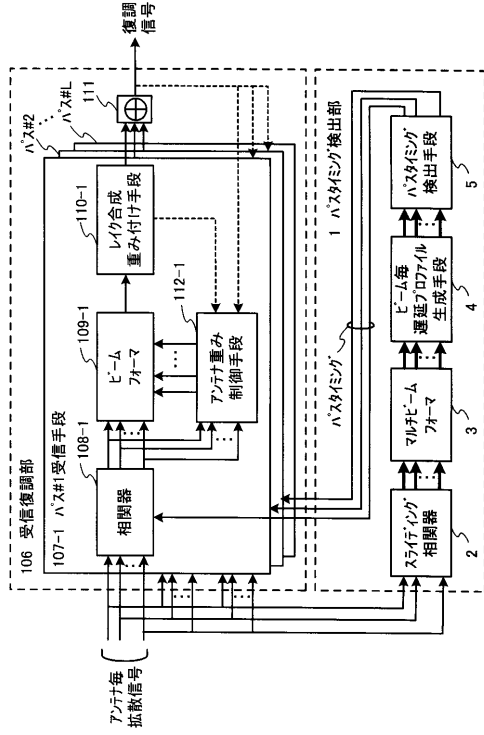 アンテナ毎
拡散信号
106 受信復調部
107-1 パス#1受信手段
パス#2
パス#L
108-1
相関器
109-1
ビーム
フォーマ
110-1
レイク合成
重み付け手段
111
復調
信号
112-1
アンテナ重み
制御手段
1 パスタイミング検出部
パスタイミング
スライディング
相関器
2
マルチビーム
フォーマ
3
ビーム毎
遅延プロファイル
生成手段
4
パスタイミング
検出手段
5